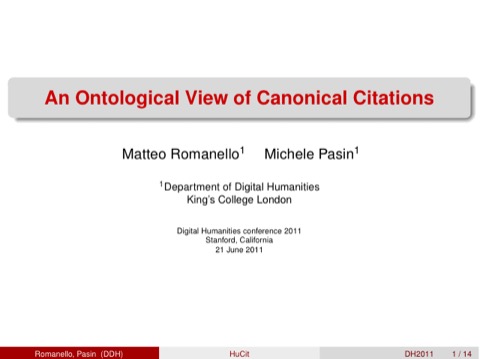 An Ontological View of Canonical Citations
Matteo Romanello¹ Michele Pasin¹
¹Department of Digital Humanities
King's College London
Digital Humanities conference 2011
Stanford, California
21 June 2011
Romanello, Pasin (DDH) HuCit DH2011 1 / 14